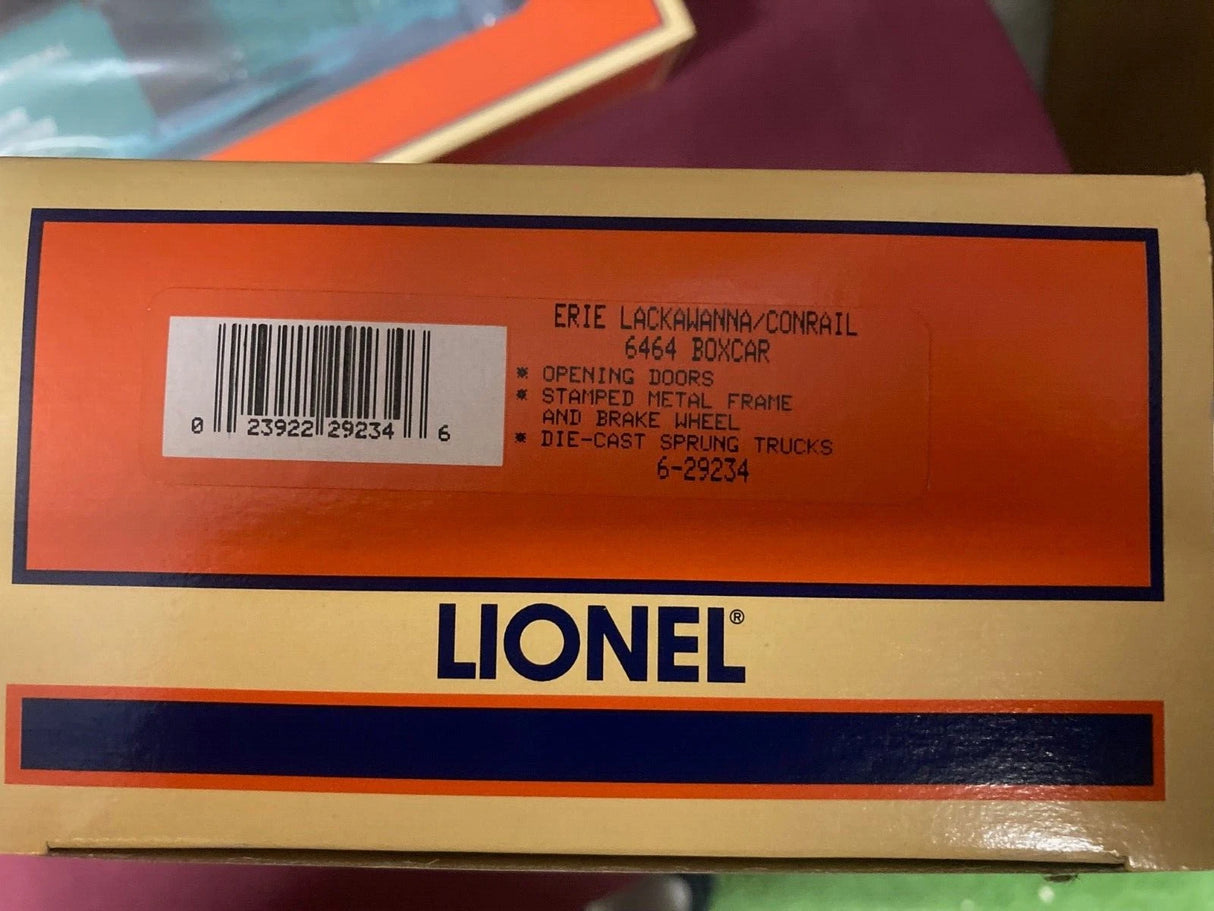 ERIE LACKAWANNA/CONRAIL
6464 BOXCAR
* OPENING DOORS
* STAMPED METAL FRAME
AND BRAKE WHEEL
* DIE-CAST SPRUNG TRUCKS
6-29234
0 23922 29234 6
LIONEL®